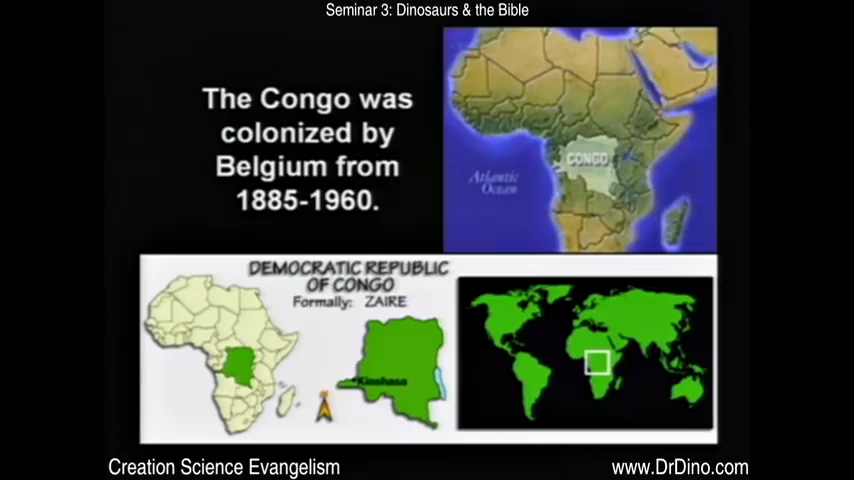 Seminar 3: Dinosaurs & the Bible
The Congo was
colonized by
Belgium from
1885-1960.
CONGO
Atlantic
Ocean
DEMOCRATIC REPUBLIC
OF CONGO
Formally: ZAIRE
Kinshasa
Creation Science Evangelism
www.DrDino.com